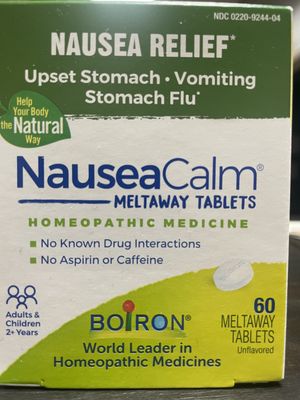 NDC 0220-9244-04
NAUSEA RELIEF*
Upset Stomach • Vomiting
Stomach Flu*
Help Your Body
the Natural
Way
NauseaCalm®
MELTAWAY TABLETS
HOMEOPATHIC MEDICINE
• No Known Drug Interactions
• No Aspirin or Caffeine
Adults &
Children
2+ Years
BOIRON®
World Leader in
Homeopathic Medicines
60
MELTAWAY
TABLETS
Unflavored